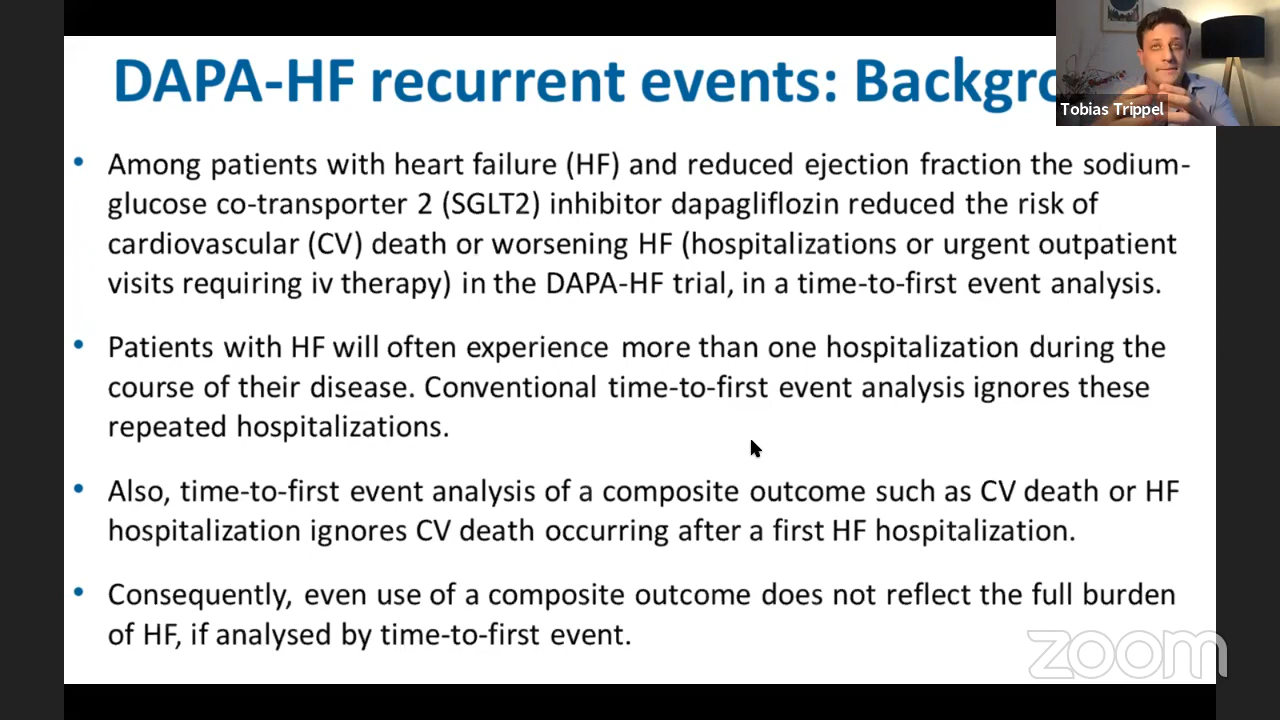 DAPA-HF recurrent events: Backgro
Tobias Trippel
• Among patients with heart failure (HF) and reduced ejection fraction the sodium-
glucose co-transporter 2 (SGLT2) inhibitor dapagliflozin reduced the risk of
cardiovascular (CV) death or worsening HF (hospitalizations or urgent outpatient
visits requiring iv therapy) in the DAPA-HF trial, in a time-to-first event analysis.
• Patients with HF will often experience more than one hospitalization during the
course of their disease. Conventional time-to-first event analysis ignores these
repeated hospitalizations.
• Also, time-to-first event analysis of a composite outcome such as CV death or HF
hospitalization ignores CV death occurring after a first HF hospitalization.
• Consequently, even use of a composite outcome does not reflect the full burden
of HF, if analysed by time-to-first event.
zoom